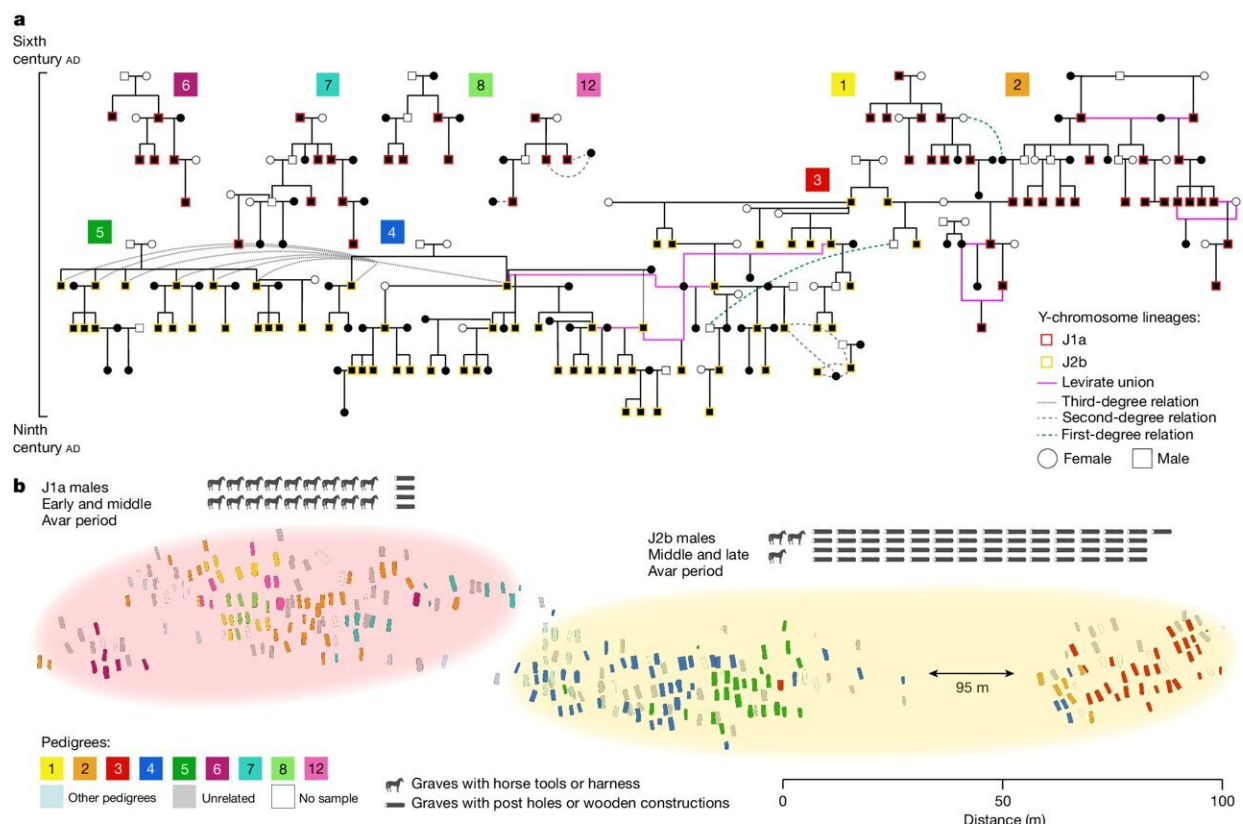 a
Sixth
century AD
6
7
8
12
1
2
3
5
4
Ninth
century AD
Y-chromosome lineages:
J1a
J2b
Levirate union
Third-degree relation
Second-degree relation
First-degree relation
Female Male
b
J1a males
Early and middle
Avar period
J2b males
Middle and late
Avar period
95 m
Pedigrees:
1 2 3 4 5 6 7 8 12
Other pedigrees Unrelated No sample
Graves with horse tools or harness
Graves with post holes or wooden constructions
0 50 100
Distance (m)